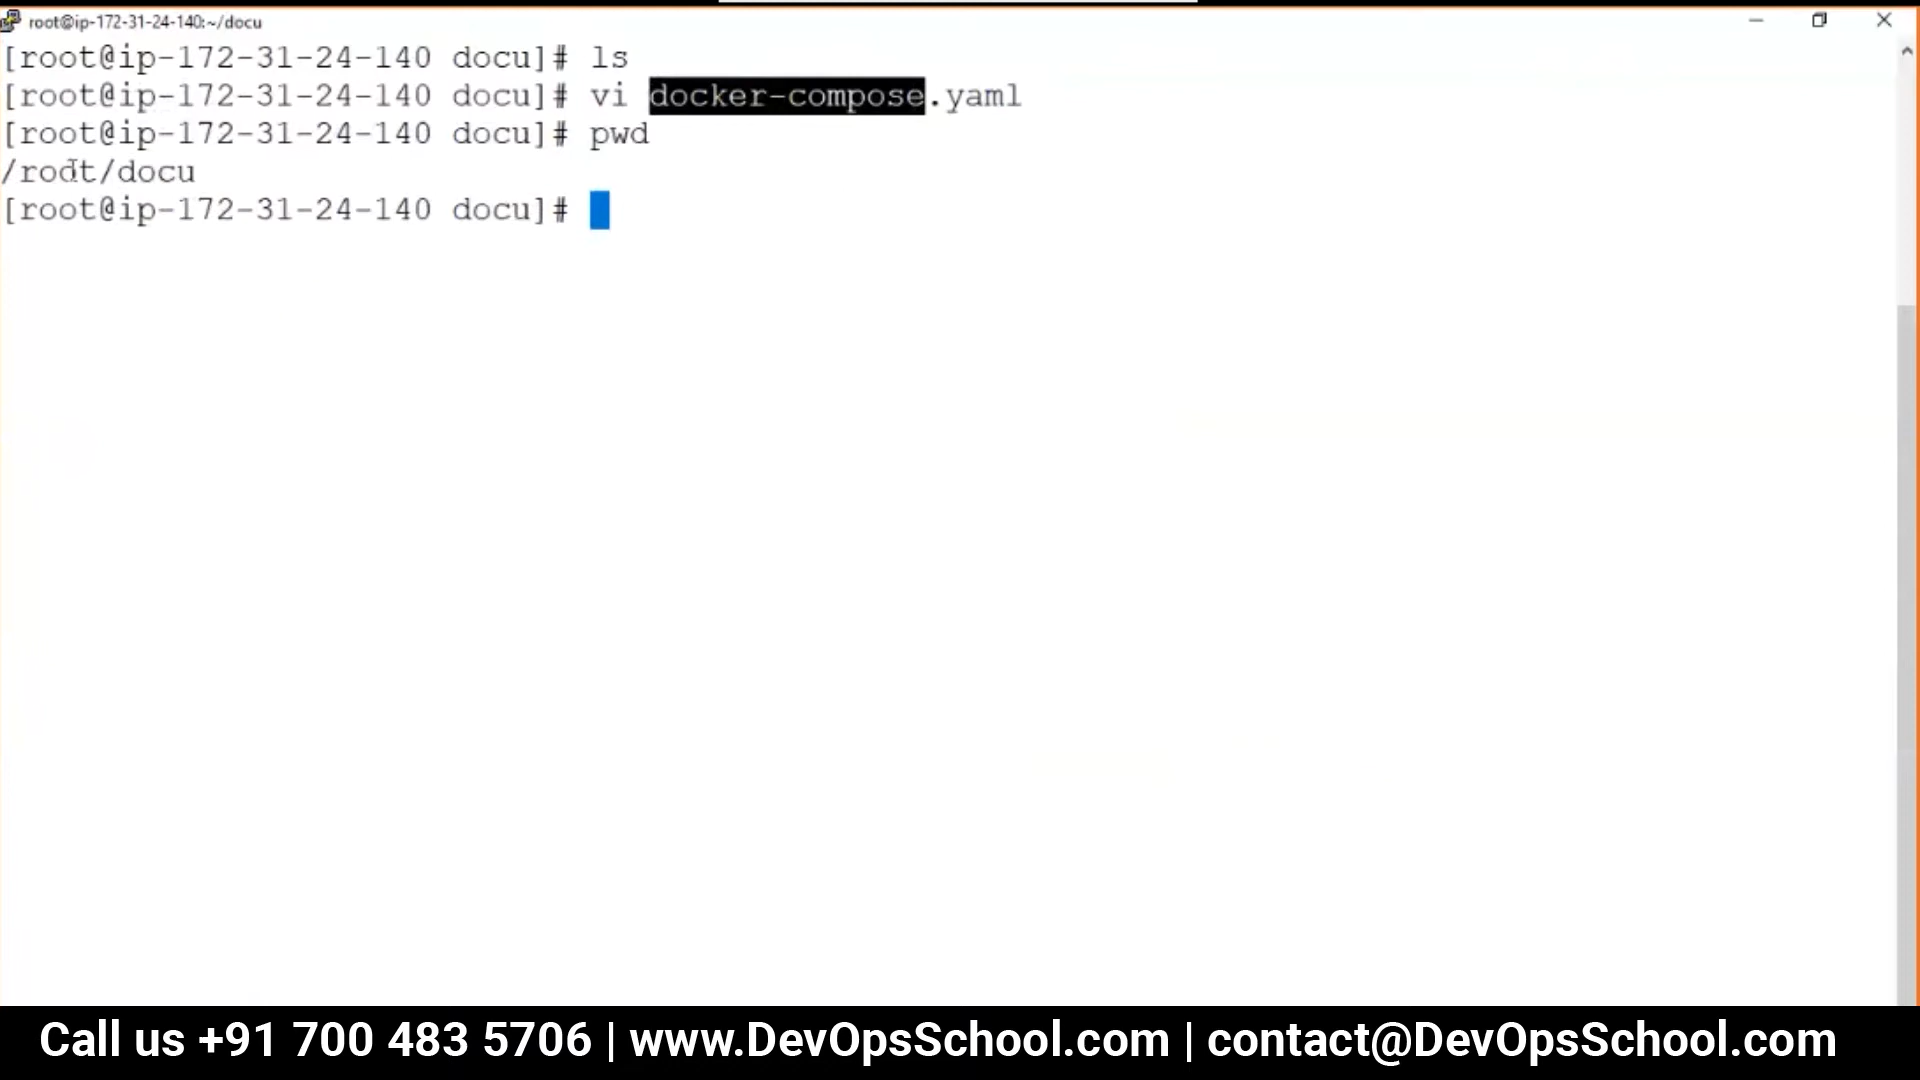 root@ip-172-31-24-140:~/docu
[root@ip-172-31-24-140 docu]# ls
[root@ip-172-31-24-140 docu]# vi docker-compose.yaml
[root@ip-172-31-24-140 docu]# pwd
/root/docu
[root@ip-172-31-24-140 docu]#
Call us +91 700 483 5706 | www.DevOpsSchool.com | contact@DevOpsSchool.com